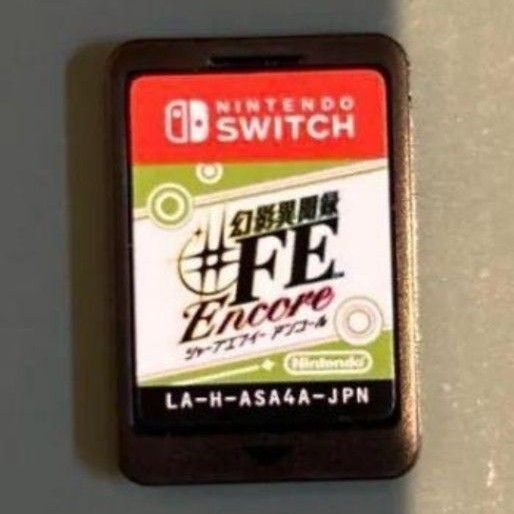 NINTENDO
SWITCH
幻影異聞録
#FE
Encore
シャープエフイー アンコール
Nintendo
LA-H-ASA4A-JPN